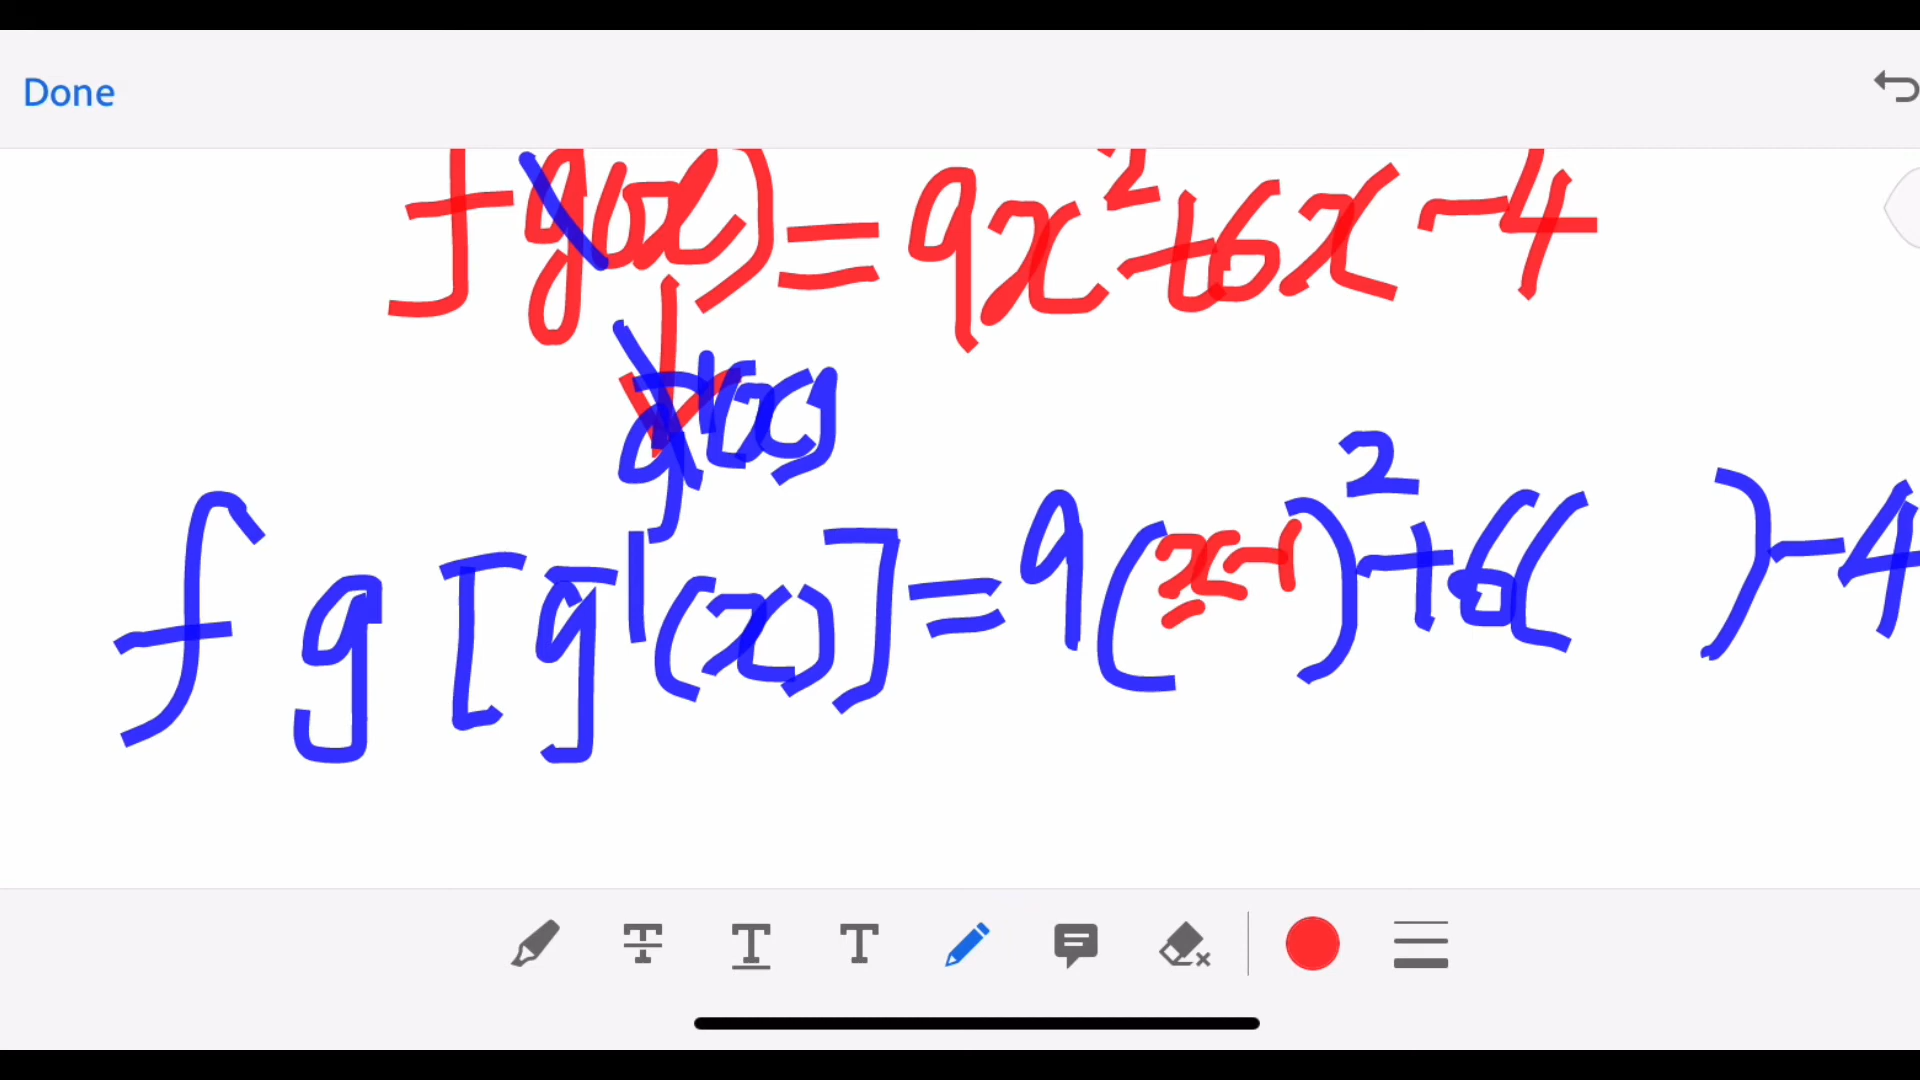 Done
fg(x) = 9x² + 6x - 4
g⁻¹(x)
fg[g⁻¹(x)] = 9(x-1)² + 6( ) - 4
T T T